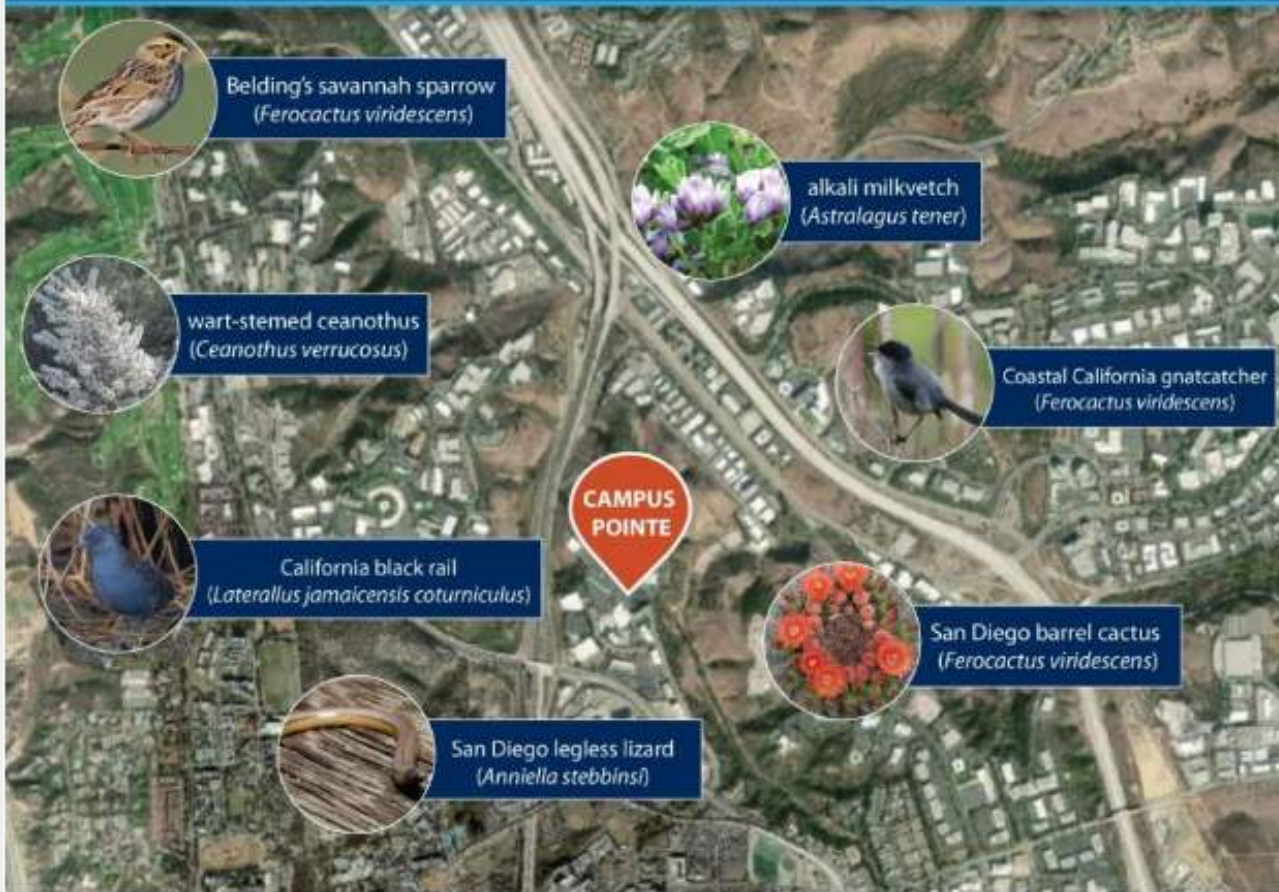 Belding's savannah sparrow
(Ferocactus viridescens)
alkali milkvetch
(Astralagus tener)
wart-stemed ceanothus
(Ceanothus verrucosus)
Coastal California gnatcatcher
(Ferocactus viridescens)
CAMPUS
POINTE
California black rail
(Laterallus jamaicensis coturniculus)
San Diego barrel cactus
(Ferocactus viridescens)
San Diego legless lizard
(Anniella stebbinsi)